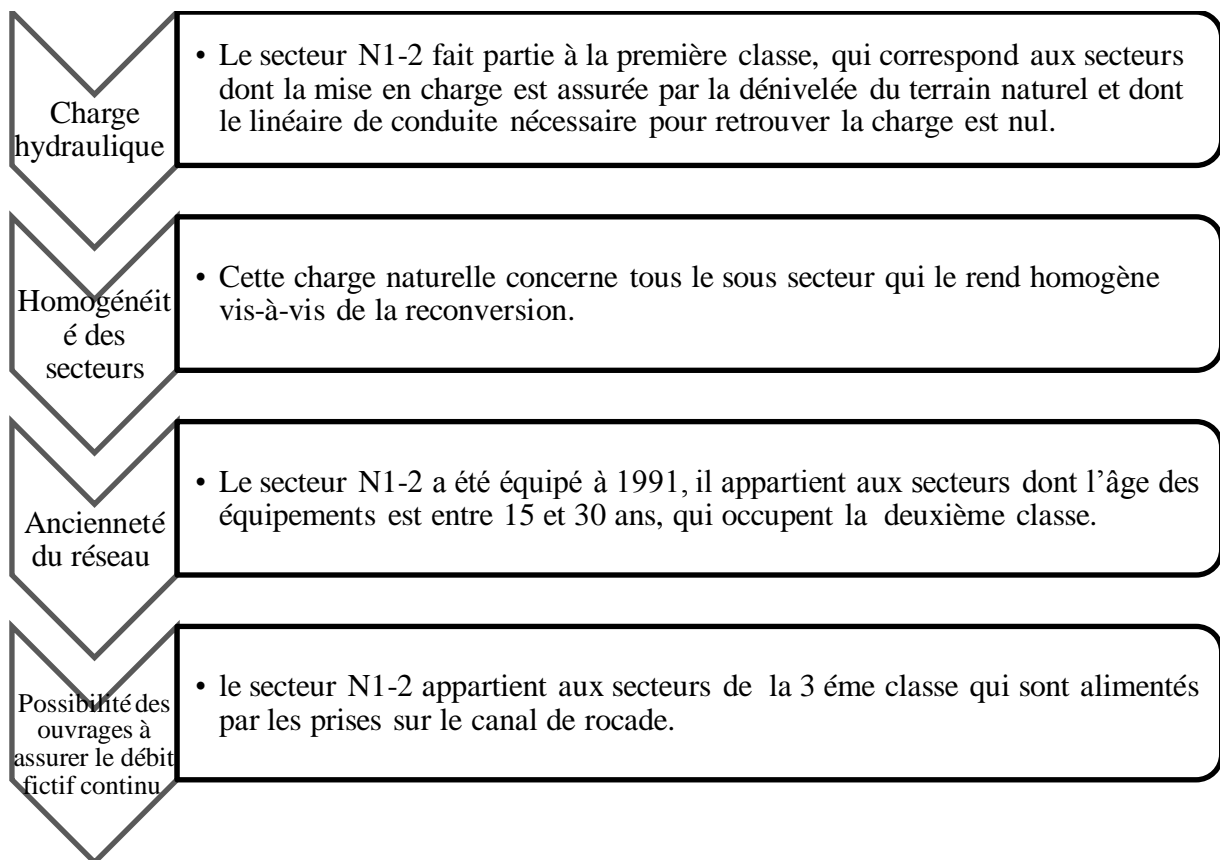 Charge
hydraulique
• Le secteur N1-2 fait partie à la première classe, qui correspond aux secteurs
dont la mise en charge est assurée par la dénivelée du terrain naturel et dont
le linéaire de conduite nécessaire pour retrouver la charge est nul.
Homogénéit
é des
secteurs
• Cette charge naturelle concerne tous le sous secteur qui le rend homogène
vis-à-vis de la reconversion.
Ancienneté
du réseau
• Le secteur N1-2 a été équipé à 1991, il appartient aux secteurs dont l’âge des
équipements est entre 15 et 30 ans, qui occupent la deuxième classe.
Possibilité des
ouvrages à
assurer le débit
fictif continu
• le secteur N1-2 appartient aux secteurs de la 3 éme classe qui sont alimentés
par les prises sur le canal de rocade.